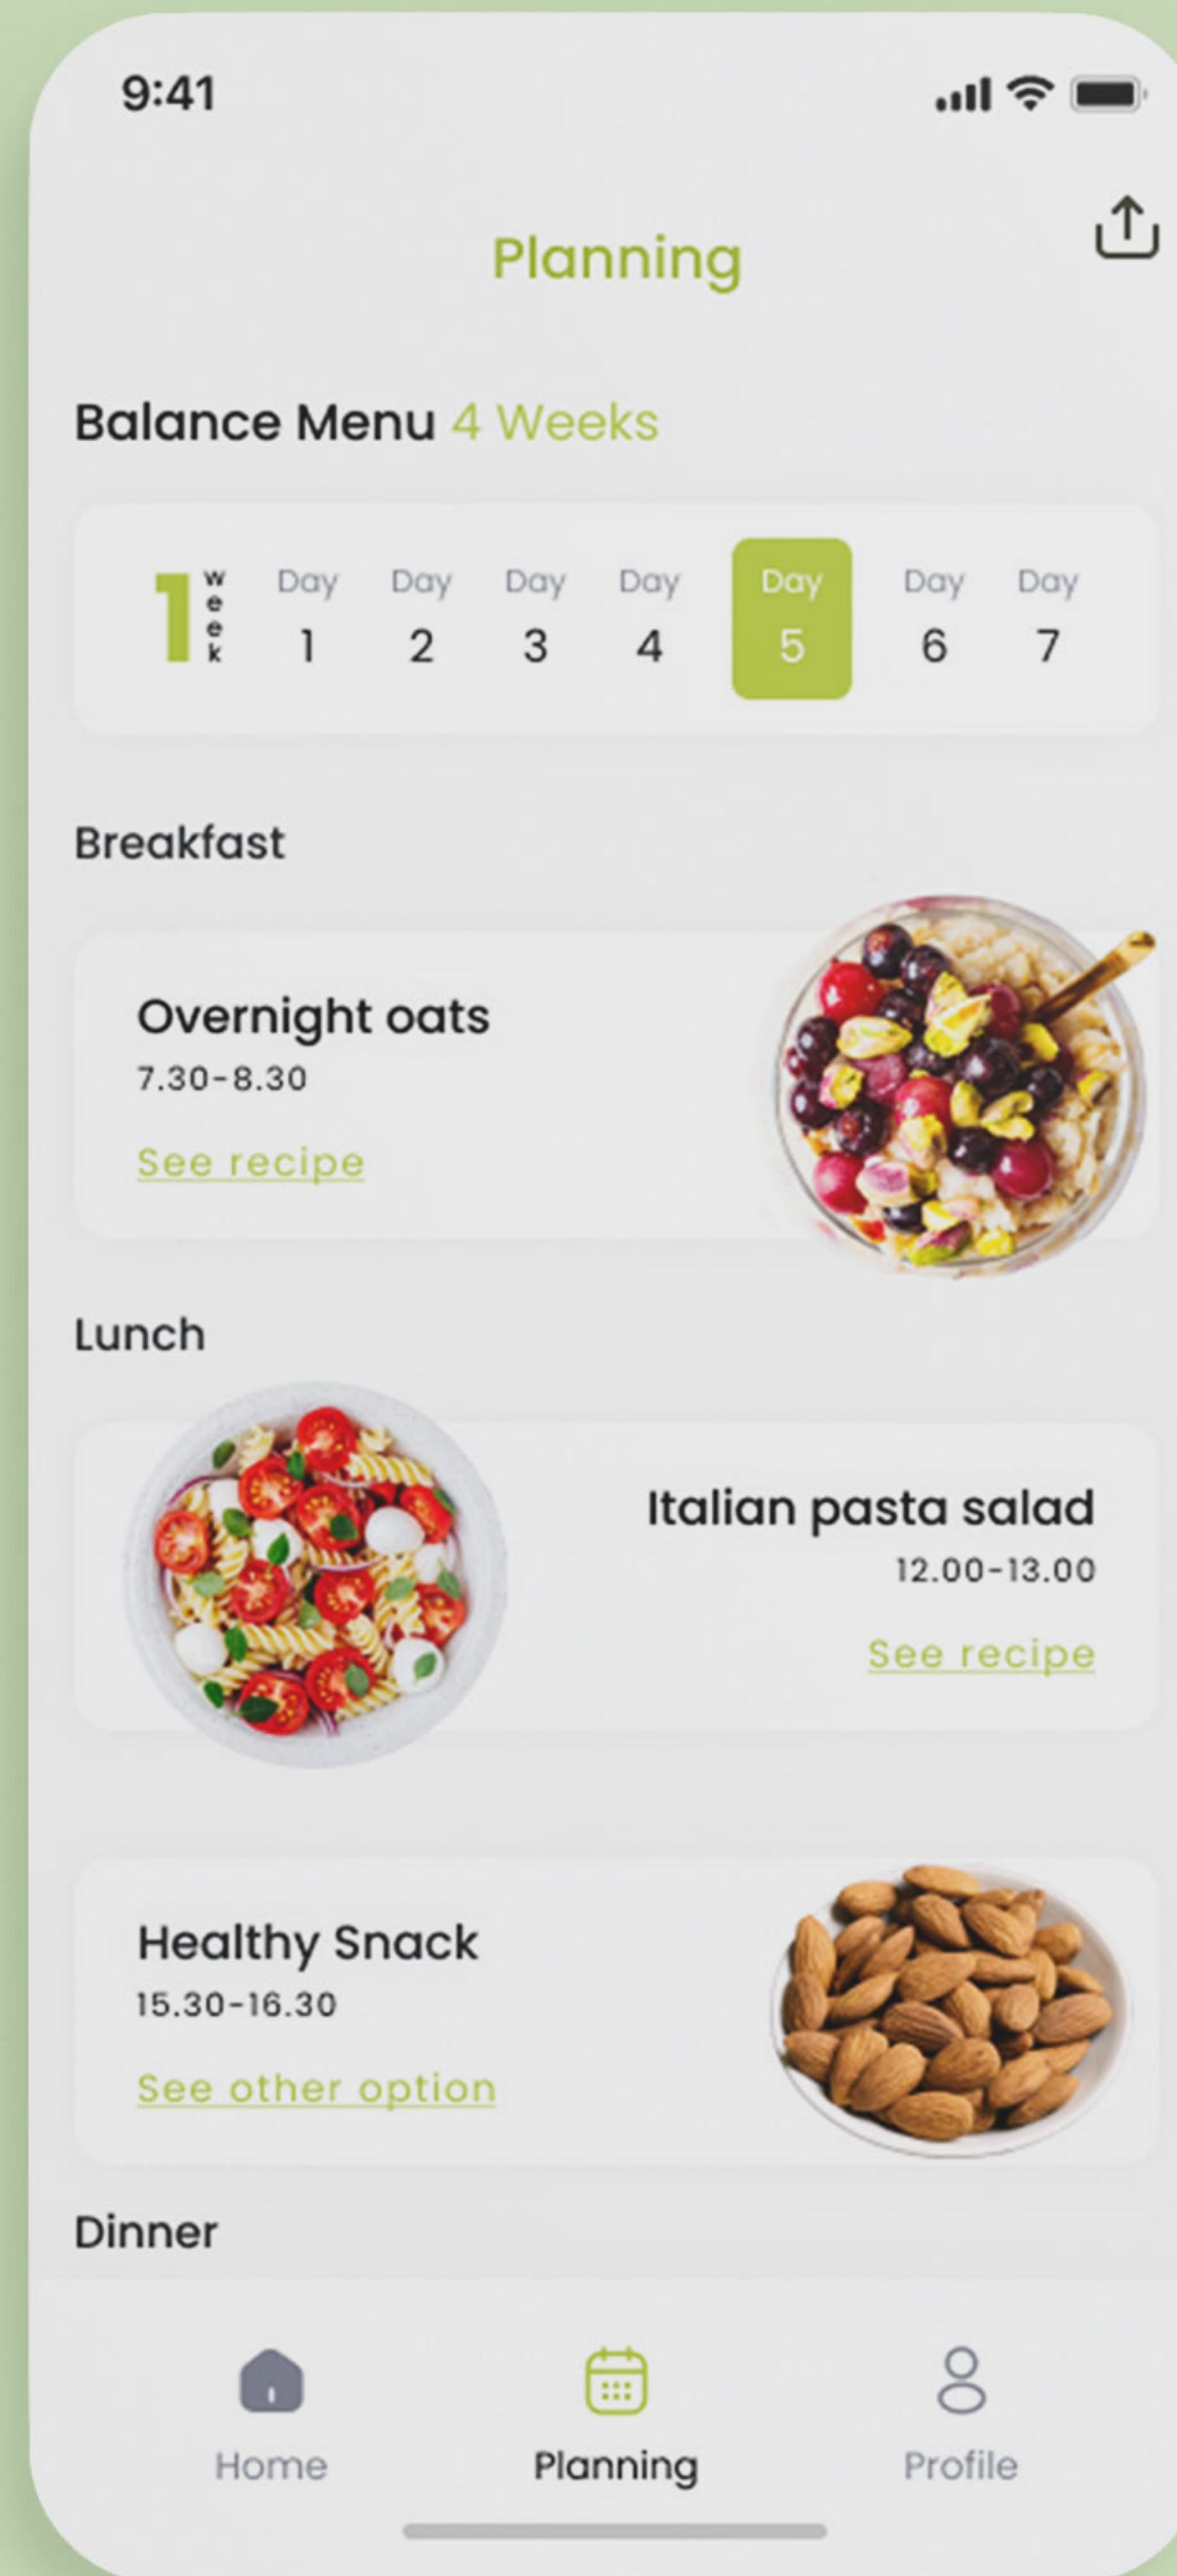 9:41
Planning
Balance Menu 4 Weeks
1 week
Day Day Day Day Day Day Day
1 2 3 4 5 6 7
Breakfast
Overnight oats
7.30-8.30
See recipe
Lunch
Italian pasta salad
12.00-13.00
See recipe
Healthy Snack
15.30-16.30
See other option
Dinner
Home Planning Profile